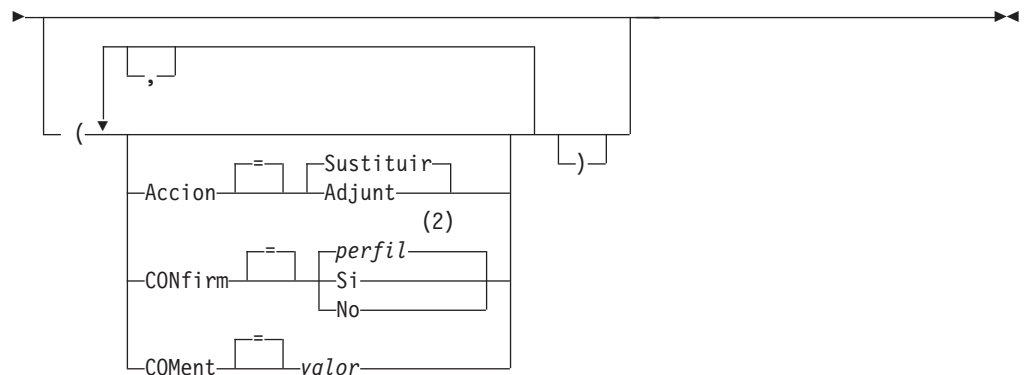 ,
(
)
=
Sustituir
Accion
Adjunt
(2)
=
perfil
CONfirm
Si
No
=
COMent
valor